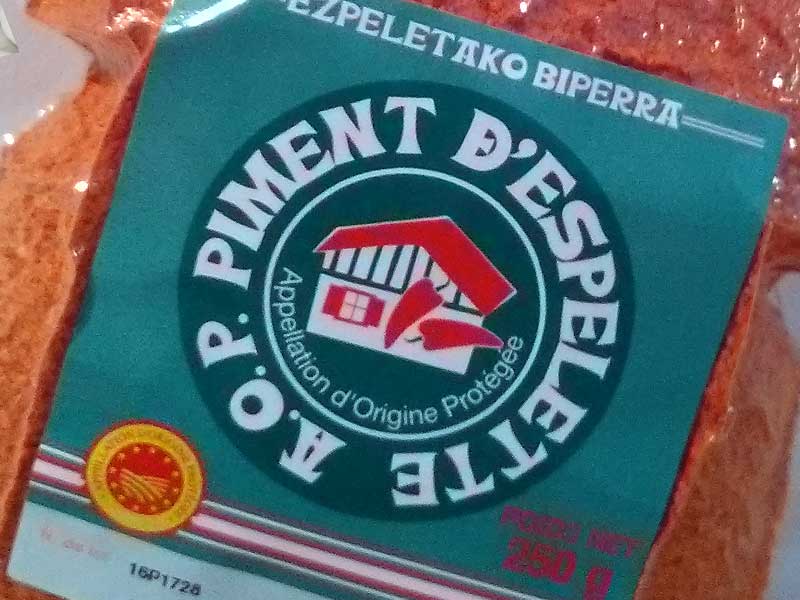 EZPELETAKO BIPERRA
PIMENT D'ESPELETTE A.O.P.
Appellation d'Origine Protégée
POIDS NET
250 g
16P1728